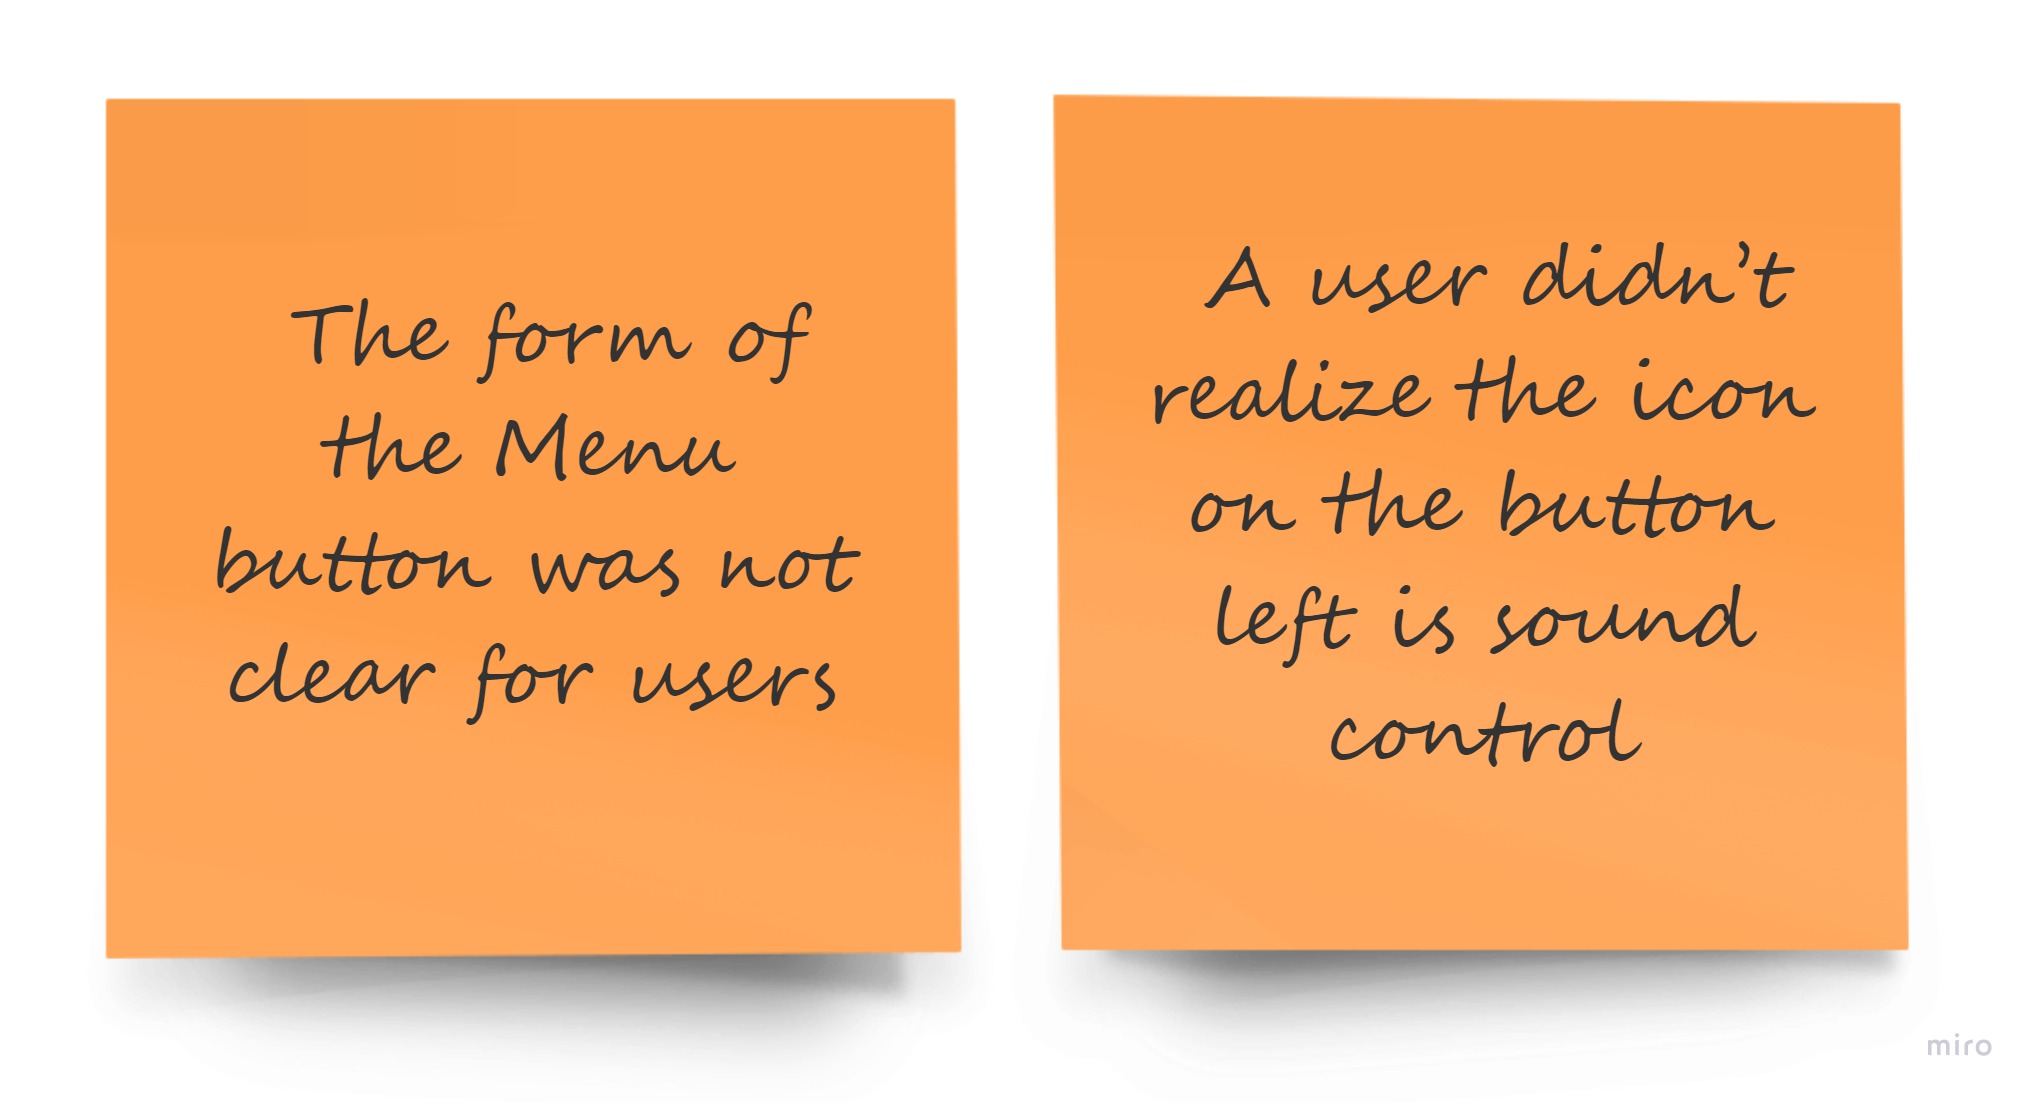 The form of
the Menu
button was not
clear for users
A user didn’t
realize the icon
on the button
left is sound
control
miro